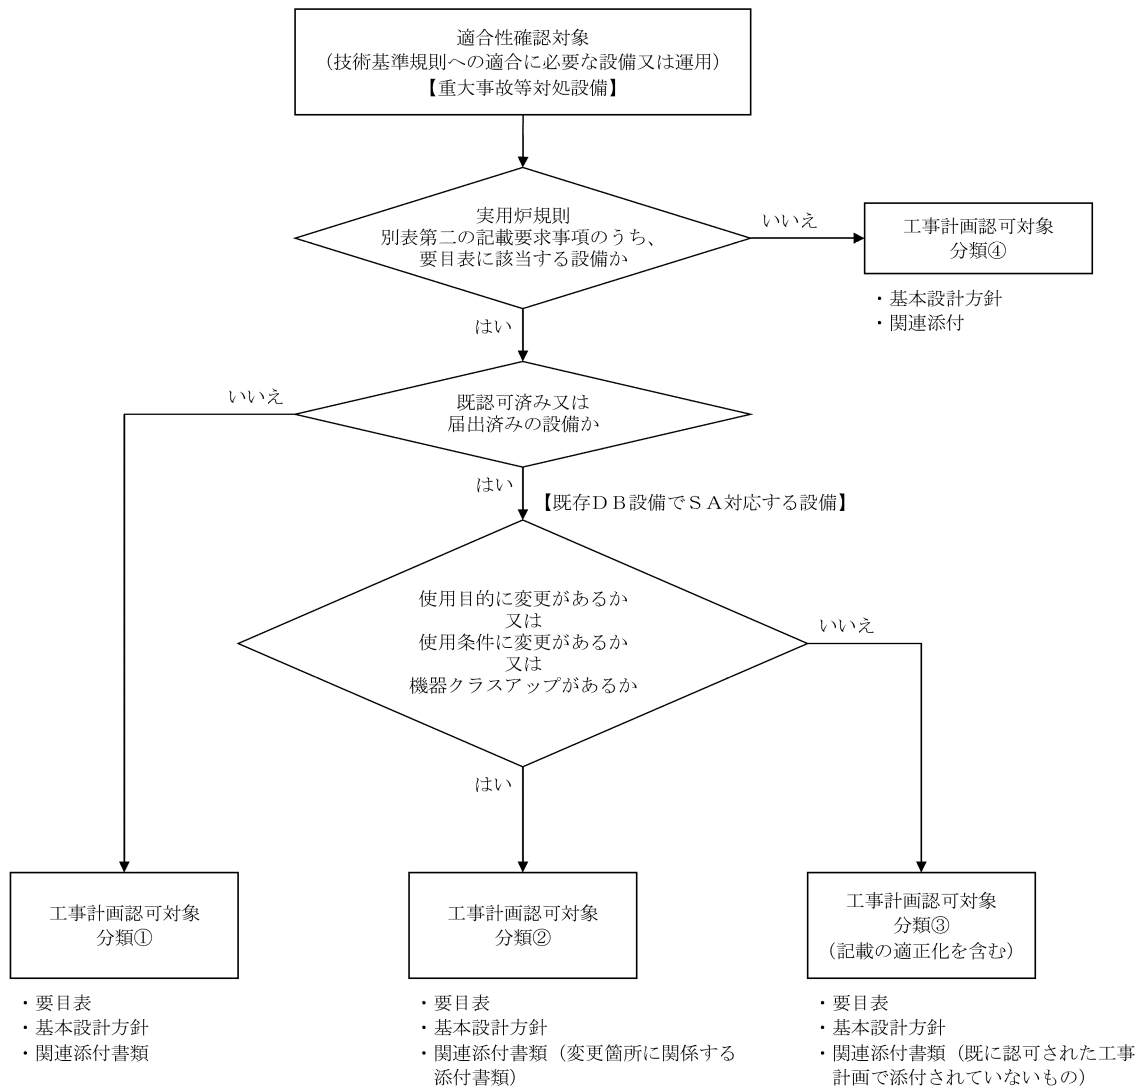 適合性確認対象
（技術基準規則への適合に必要な設備又は運用）
【重大事故等対処設備】
実用炉規則
別表第二の記載要求事項のうち、
要目表に該当する設備か
いいえ
工事計画認可対象
分類④
・基本設計方針
・関連添付
はい
既認可済み又は
届出済みの設備か
いいえ
はい
【既存ＤＢ設備でＳＡ対応する設備】
使用目的に変更があるか
又は
使用条件に変更があるか
又は
機器クラスアップがあるか
いいえ
はい
工事計画認可対象
分類①
・要目表
・基本設計方針
・関連添付書類
工事計画認可対象
分類②
・要目表
・基本設計方針
・関連添付書類（変更箇所に関係する
添付書類）
工事計画認可対象
分類③
（記載の適正化を含む）
・要目表
・基本設計方針
・関連添付書類（既に認可された工事
計画で添付されていないもの）